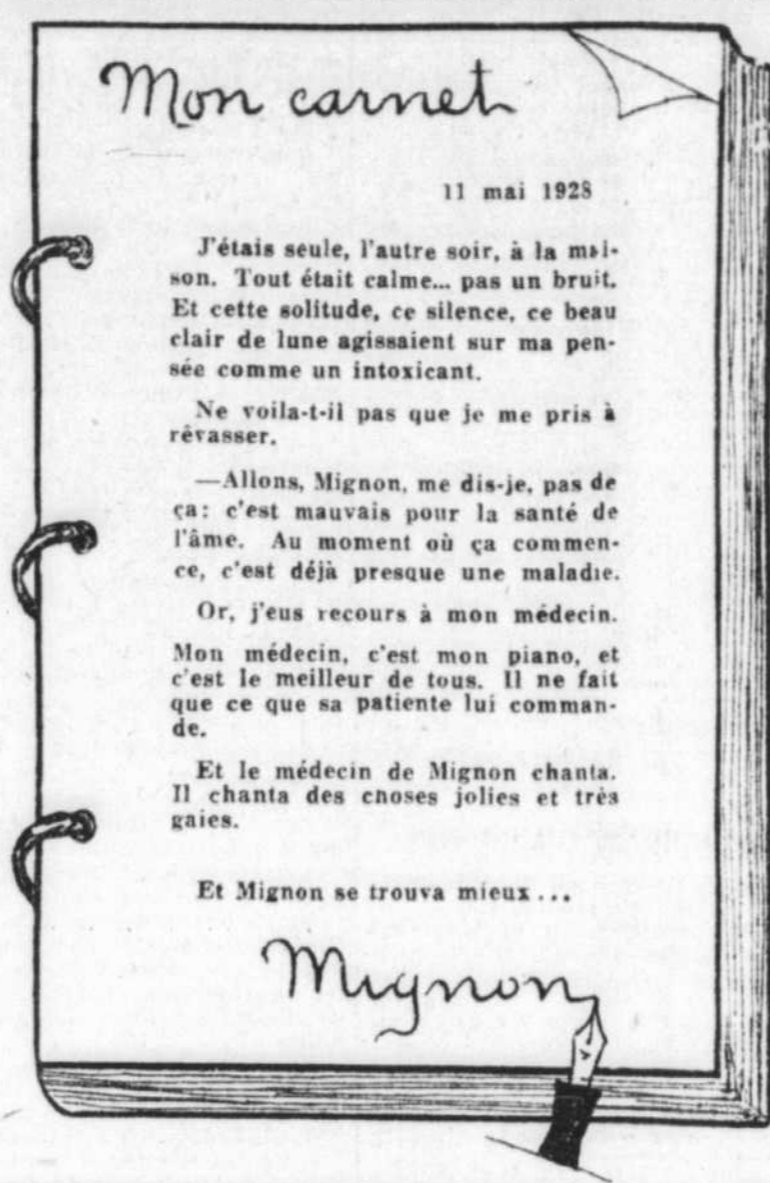 Mon carnet
11 mai 1928
J'étais seule, l'autre soir, à la mai-
son. Tout était calme... pas un bruit.
Et cette solitude, ce silence, ce beau
clair de lune agissaient sur ma pen-
sée comme un intoxicant.
Ne voila-t-il pas que je me pris à
rêvasser.
—Allons, Mignon, me dis-je, pas de
ça: c'est mauvais pour la santé de
l'âme. Au moment où ça commen-
ce, c'est déjà presque une maladie.
Or, j'eus recours à mon médecin.
Mon médecin, c'est mon piano, et
c'est le meilleur de tous. Il ne fait
que ce que sa patiente lui comman-
de.
Et le médecin de Mignon chanta.
Il chanta des choses jolies et très
gaies.
Et Mignon se trouva mieux...
Mignon